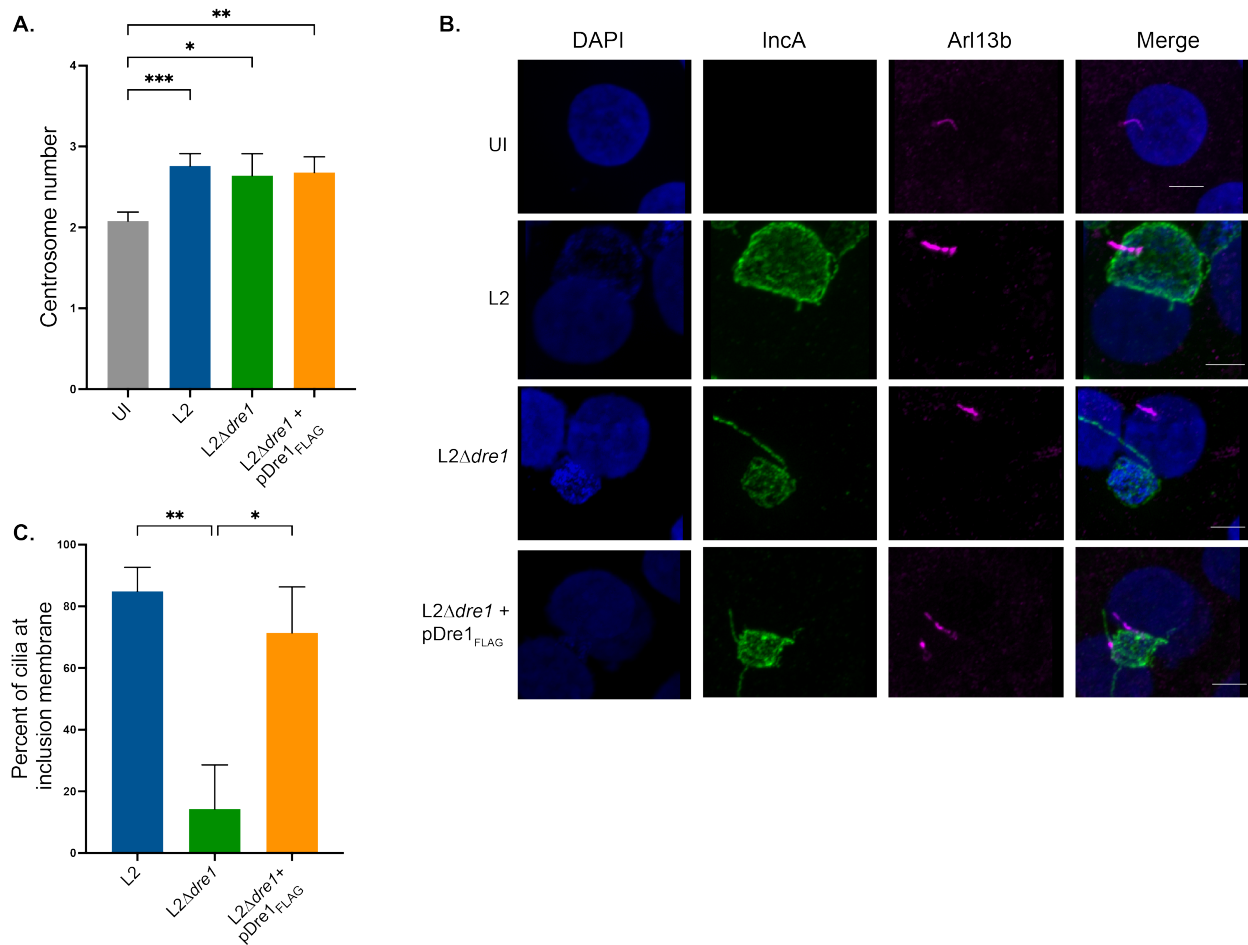 A.
**
*
***
4
3
2
1
0
Centrosome number
UI
L2
L2Δdre1
L2Δdre1 +
pDre1FLAG
B.
DAPI IncA Arl13b Merge
UI
L2
L2Δdre1
L2Δdre1 +
pDre1FLAG
C.
** *
100
80
60
40
20
0
Percent of cilia at
inclusion membrane
L2
L2Δdre1
L2Δdre1+
pDre1FLAG